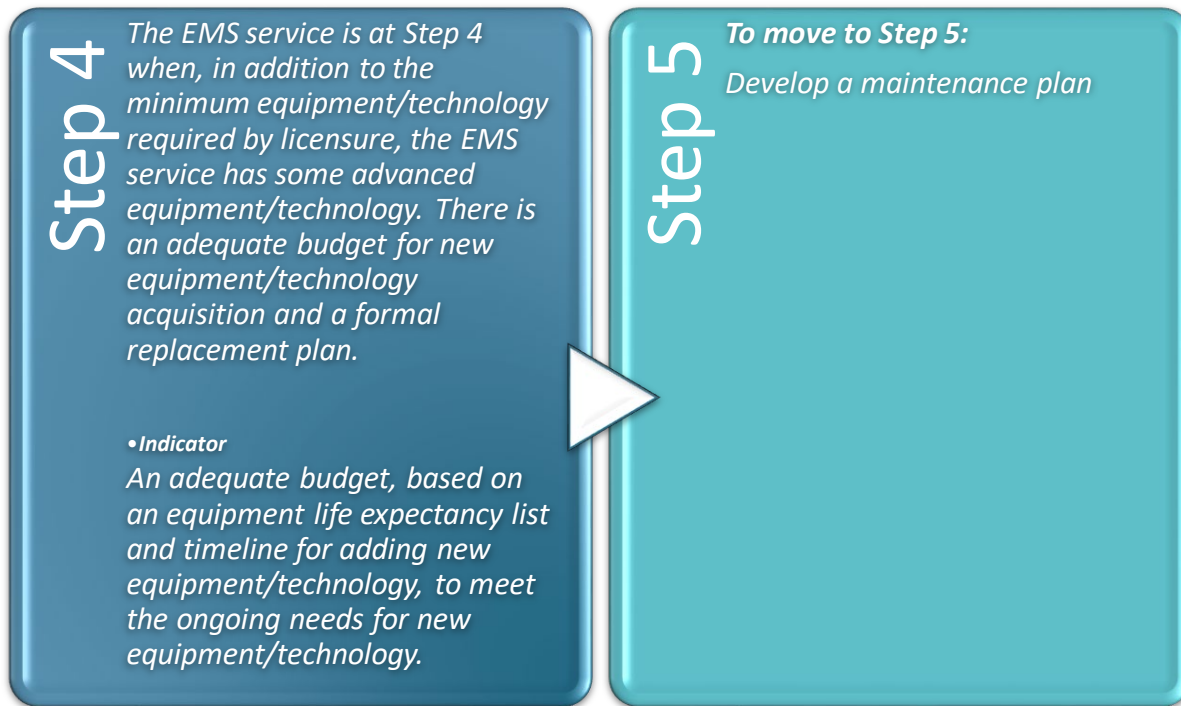 Step 4
The EMS service is at Step 4
when, in addition to the
minimum equipment/technology
required by licensure, the EMS
service has some advanced
equipment/technology. There is
an adequate budget for new
equipment/technology
acquisition and a formal
replacement plan.
•Indicator
An adequate budget, based on
an equipment life expectancy list
and timeline for adding new
equipment/technology, to meet
the ongoing needs for new
equipment/technology.
Step 5
To move to Step 5:
Develop a maintenance plan